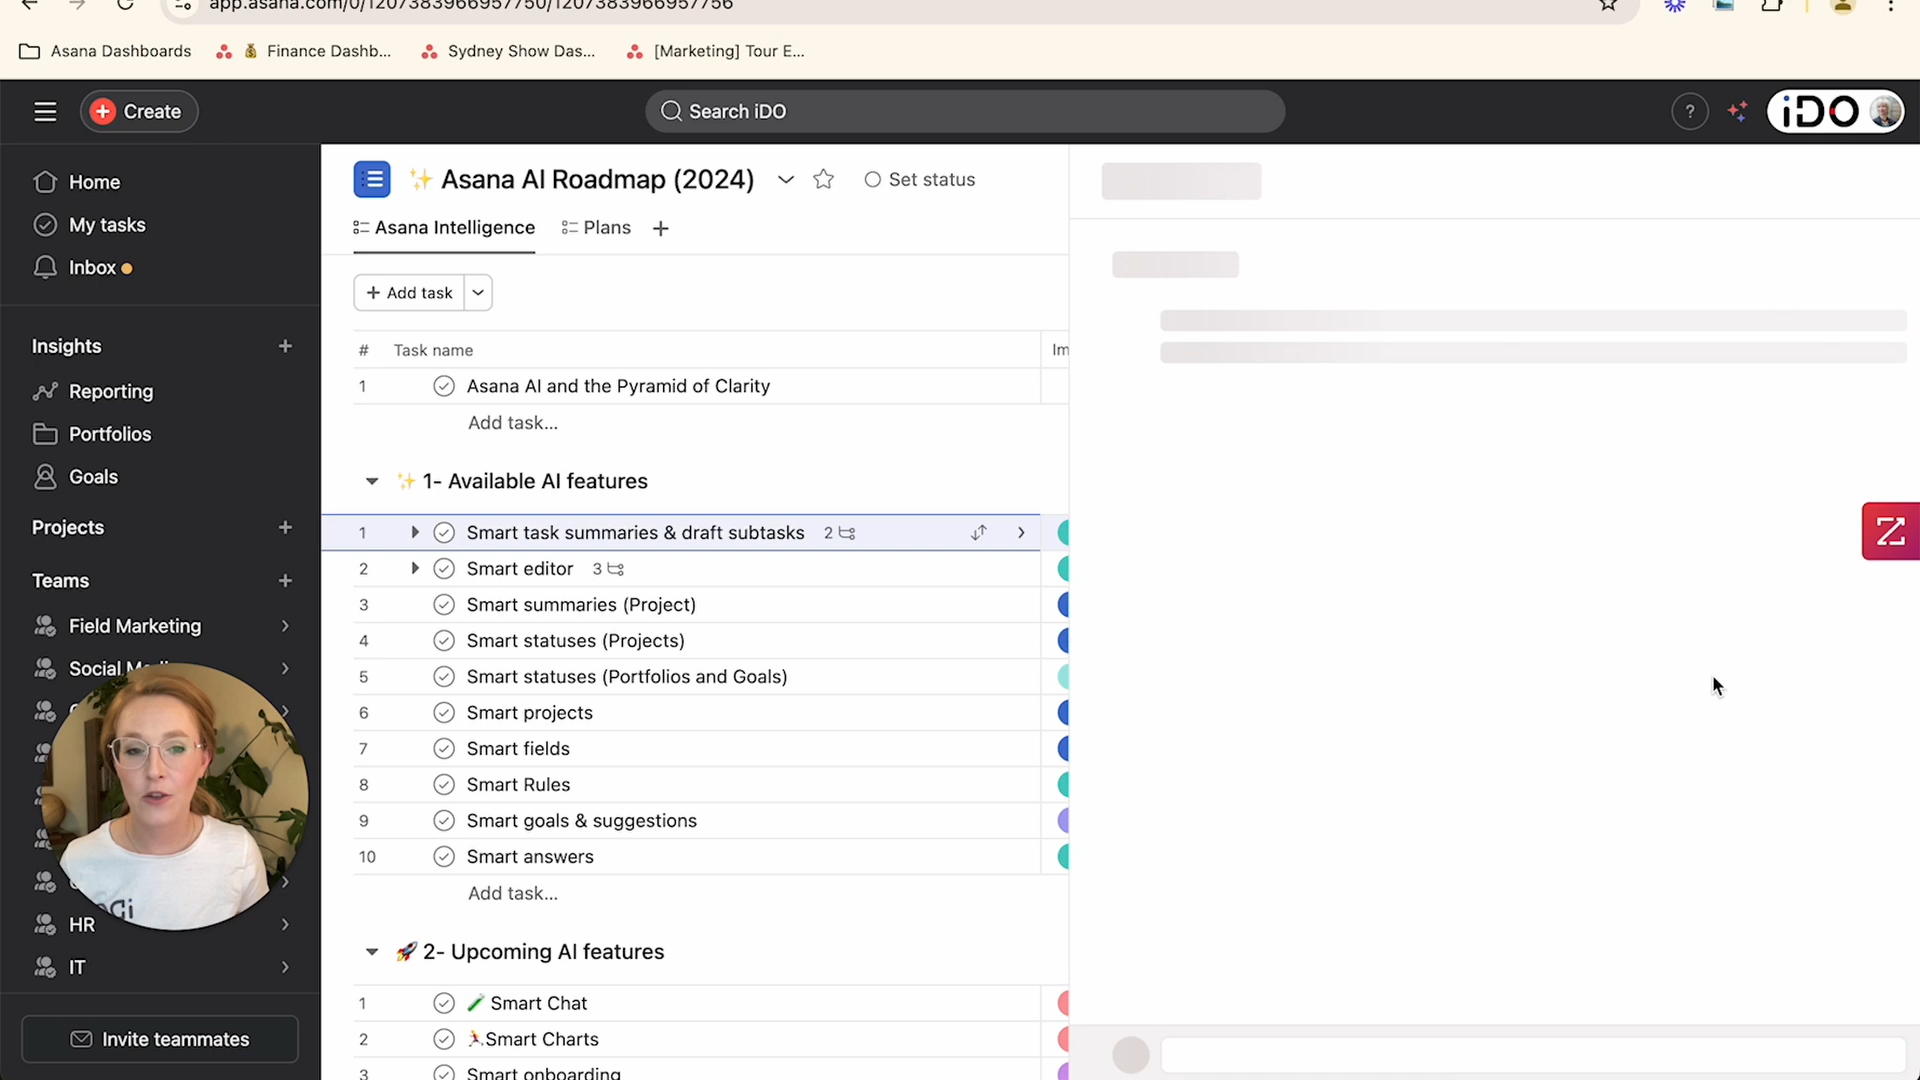 app.asana.com/0/1207383966957750/1207383966957756
Asana Dashboards
Finance Dashb...
Sydney Show Das...
[Marketing] Tour E...
Create
Search iDO
?
iDO
Home
My tasks
Inbox
Insights
Reporting
Portfolios
Goals
Projects
Teams
Field Marketing
HR
IT
Invite teammates
Asana AI Roadmap (2024)
Set status
Asana Intelligence
Plans
Add task
# Task name
1 Asana AI and the Pyramid of Clarity
Add task...
1- Available AI features
1 Smart task summaries & draft subtasks 2
2 Smart editor 3
3 Smart summaries (Project)
4 Smart statuses (Projects)
5 Smart statuses (Portfolios and Goals)
6 Smart projects
7 Smart fields
8 Smart Rules
9 Smart goals & suggestions
10 Smart answers
Add task...
2- Upcoming AI features
1 Smart Chat
2 Smart Charts
3 Smart onboarding